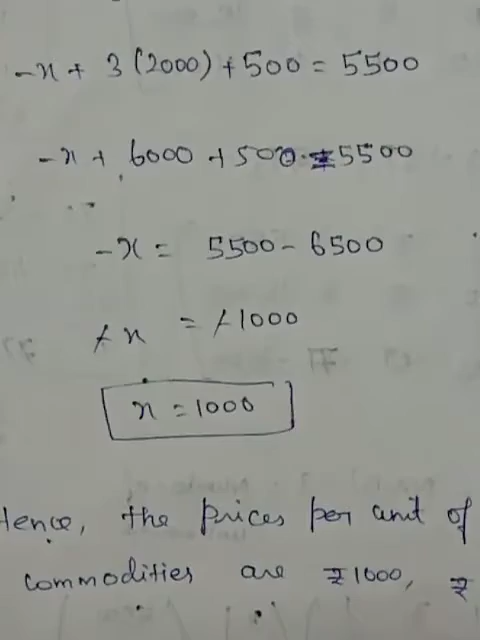 -x + 3(2000) + 500 = 5500
-x + 6000 + 500 = 5500
-x = 5500 - 6500
-x = -1000
x = 1000
Hence, the prices per unit of
commodities are ₹1000, ₹